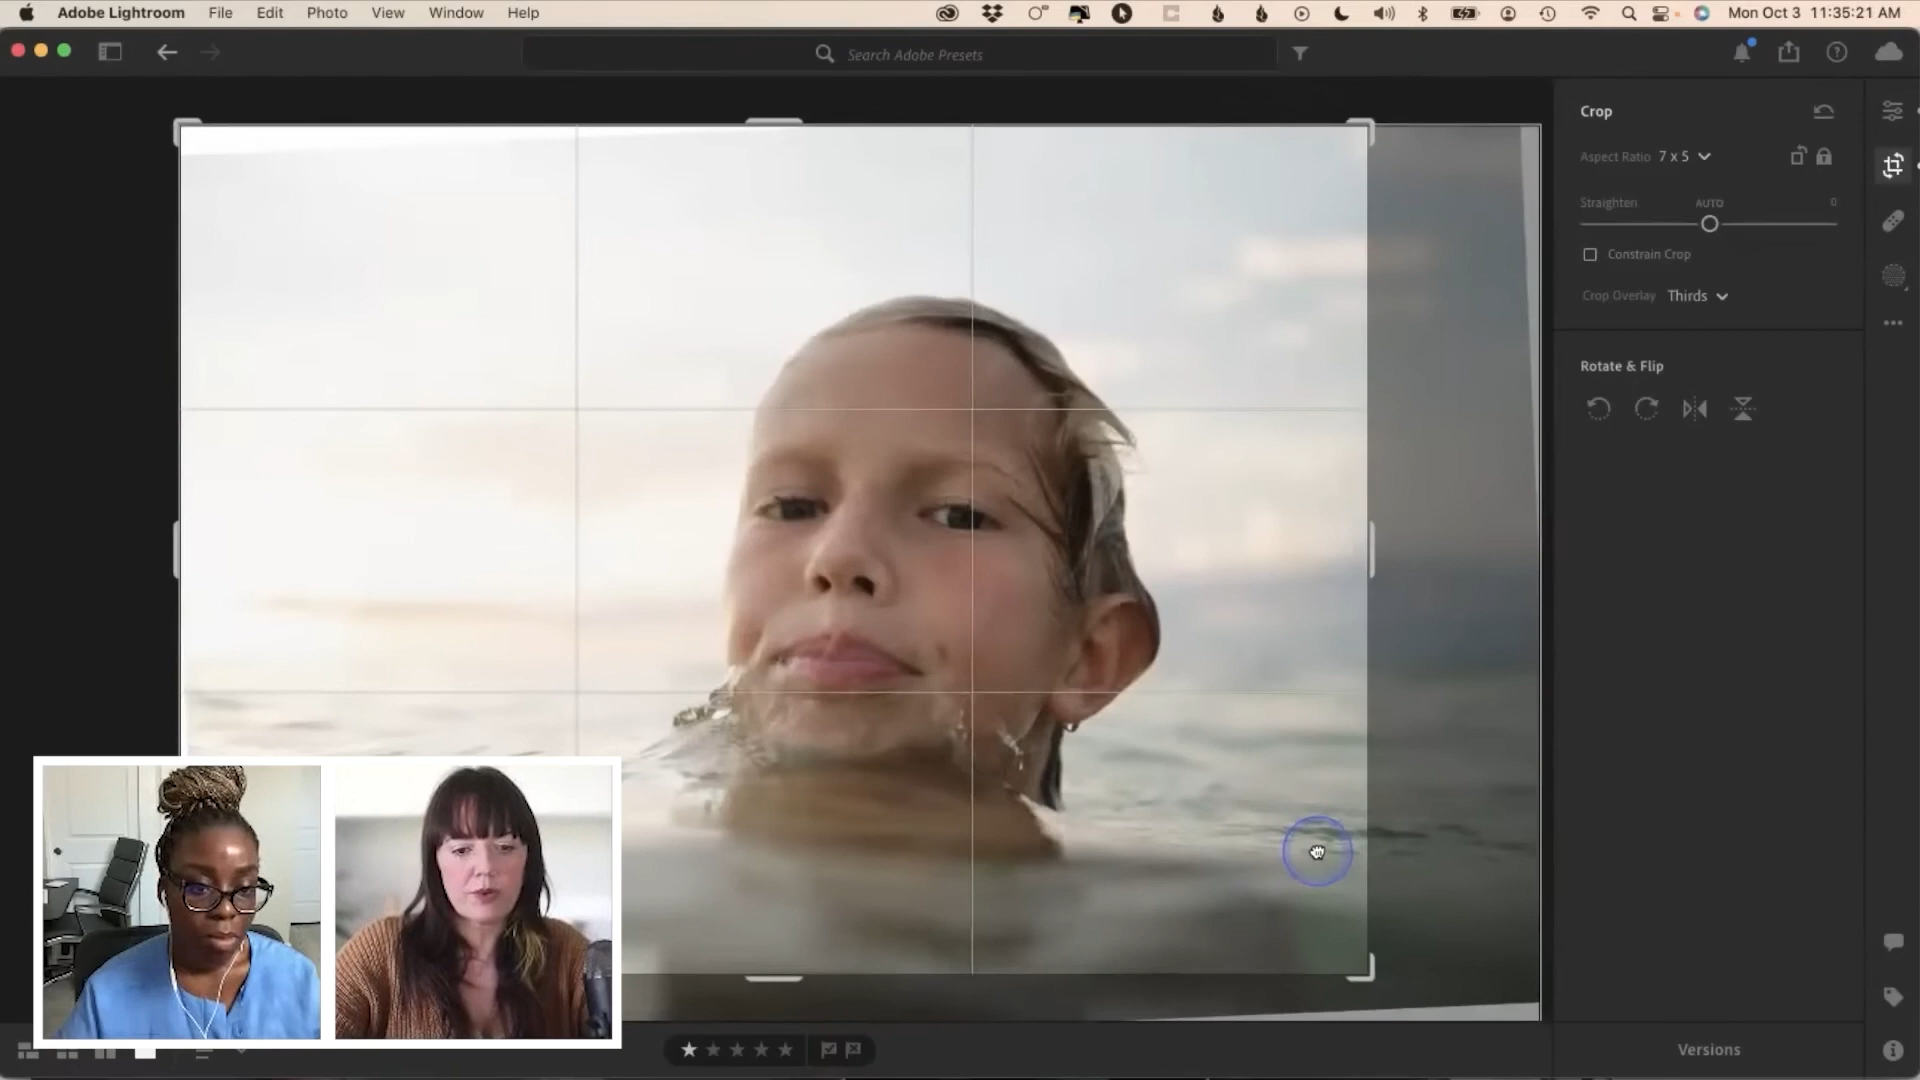 Adobe Lightroom File Edit Photo View Window Help Mon Oct 3 11:35:21 AM
Search Adobe Presets
Crop
Aspect Ratio 7 x 5
Straighten AUTO 0
Constrain Crop
Crop Overlay Thirds
Rotate & Flip
Versions